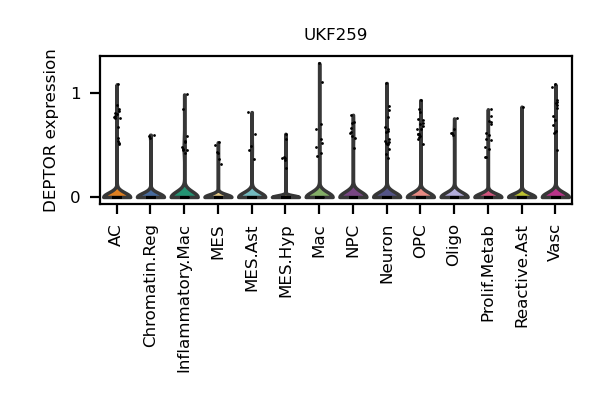 UKF259
DEPTOR expression
1
0
AC
Chromatin.Reg
Inflammatory.Mac
MES
MES.Ast
MES.Hyp
Mac
NPC
Neuron
OPC
Oligo
Prolif.Metab
Reactive.Ast
Vasc